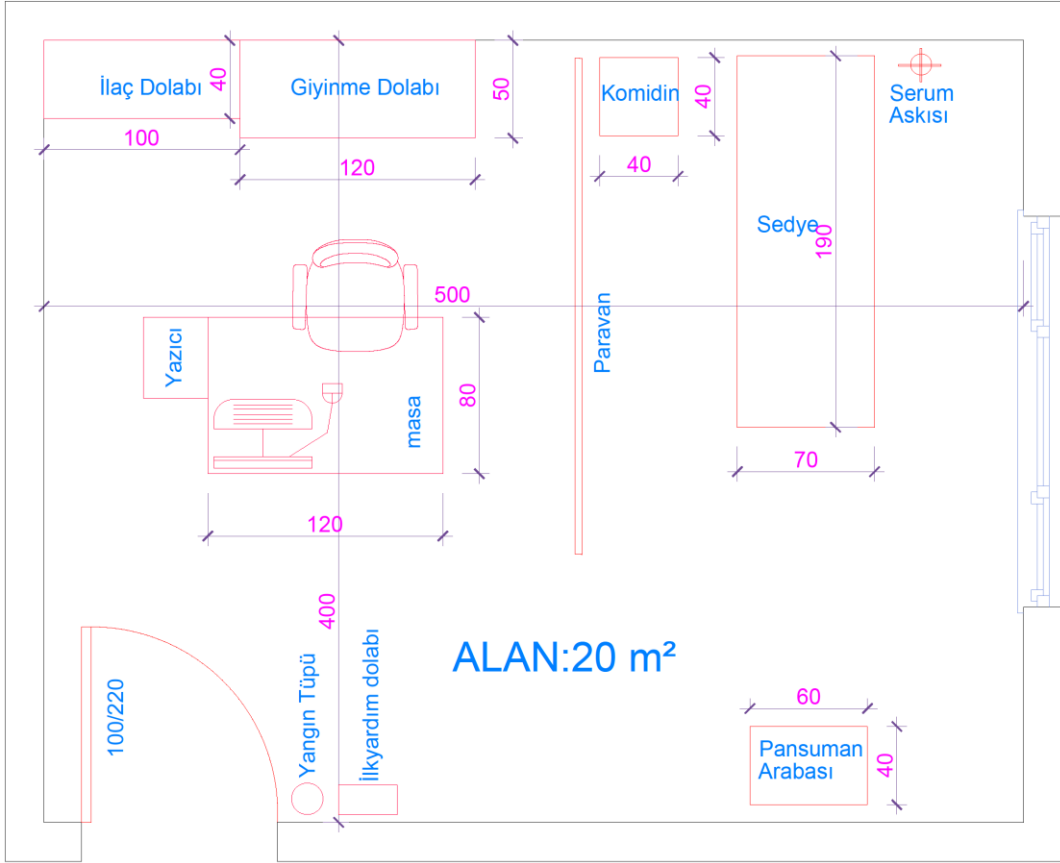 İlaç Dolabı
40
Giyinme Dolabı
50
Komidin
40
Serum
Askısı
100
120
40
Sedye
190
500
Yazıcı
masa
80
Paravan
70
120
400
ALAN:20 m²
100/220
Yangın Tüpü
İlkyardım dolabı
60
Pansuman
Arabası
40